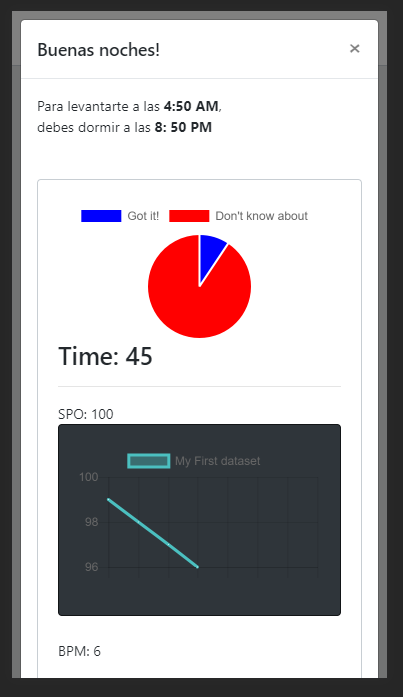 Buenas noches!
×
Para levantarte a las 4:50 AM,
debes dormir a las 8: 50 PM
Got it! Don't know about
Time: 45
SPO: 100
My First dataset
100
98
96
BPM: 6